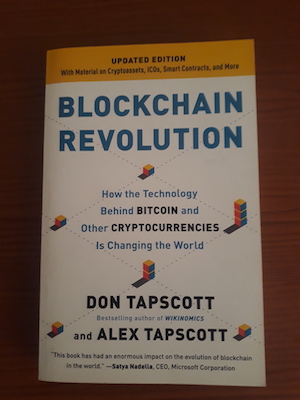 UPDATED EDITION
With Material on Cryptoassets, ICOs, Smart Contracts, and More
BLOCKCHAIN
REVOLUTION
How the Technology
Behind BITCOIN and
Other CRYPTOCURRENCIES
Is Changing the World
DON TAPSCOTT
Bestselling author of WIKINOMICS
and ALEX TAPSCOTT
"This book has had an enormous impact on the evolution of blockchain
in the world." —Satya Nadella, CEO, Microsoft Corporation